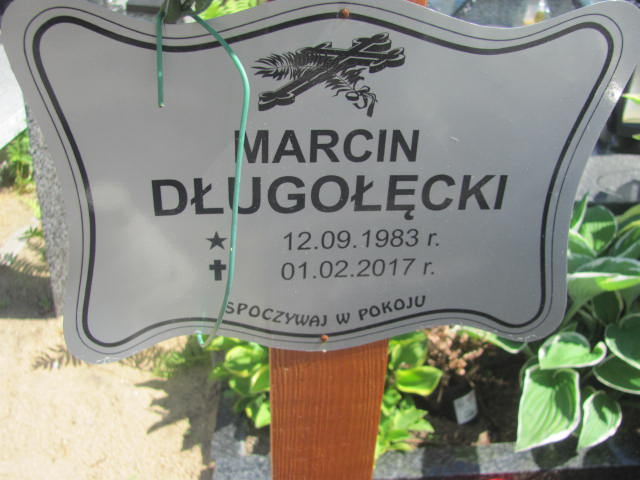 MARCIN
DŁUGOŁĘCKI
★ 12.09.1983 r.
✝ 01.02.2017 r.
SPOCZYWAJ W POKOJU